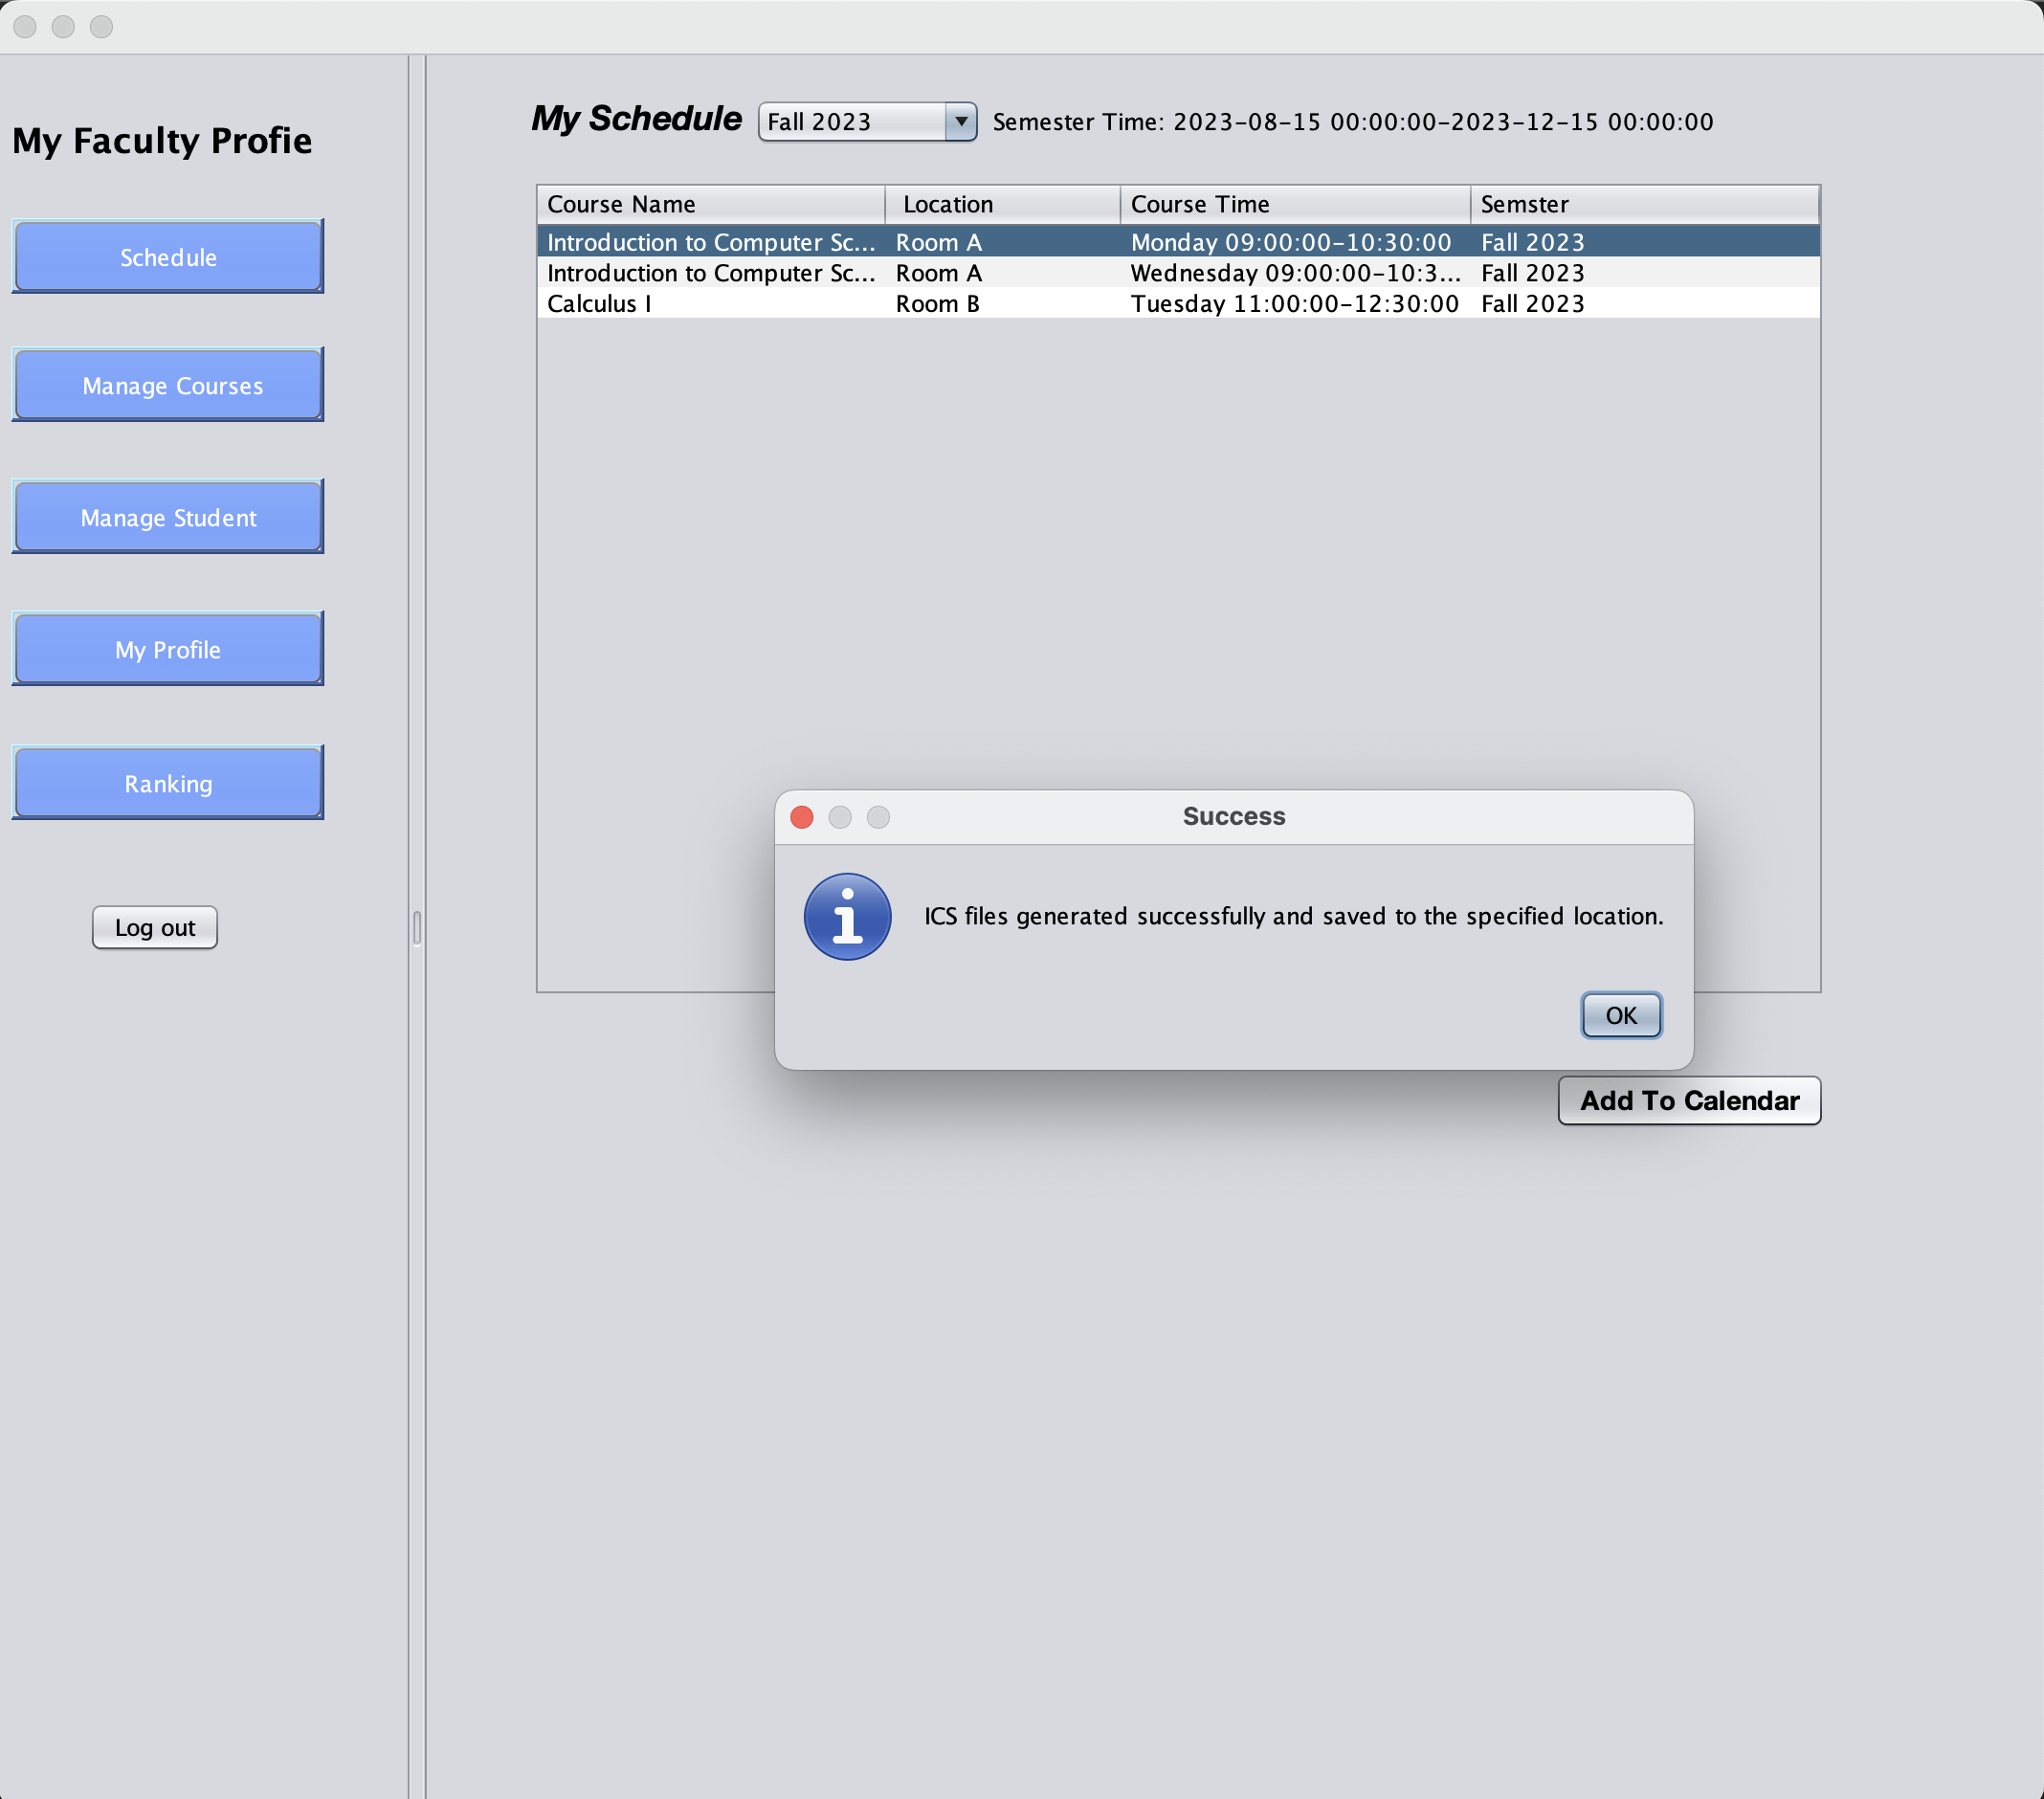 My Faculty Profie
Schedule
Manage Courses
Manage Student
My Profile
Ranking
Log out
My Schedule Fall 2023 Semester Time: 2023-08-15 00:00:00-2023-12-15 00:00:00
Course Name Location Course Time Semster
Introduction to Computer Sc... Room A Monday 09:00:00-10:30:00 Fall 2023
Introduction to Computer Sc... Room A Wednesday 09:00:00-10:3... Fall 2023
Calculus I Room B Tuesday 11:00:00-12:30:00 Fall 2023
Success
ICS files generated successfully and saved to the specified location.
OK
Add To Calendar